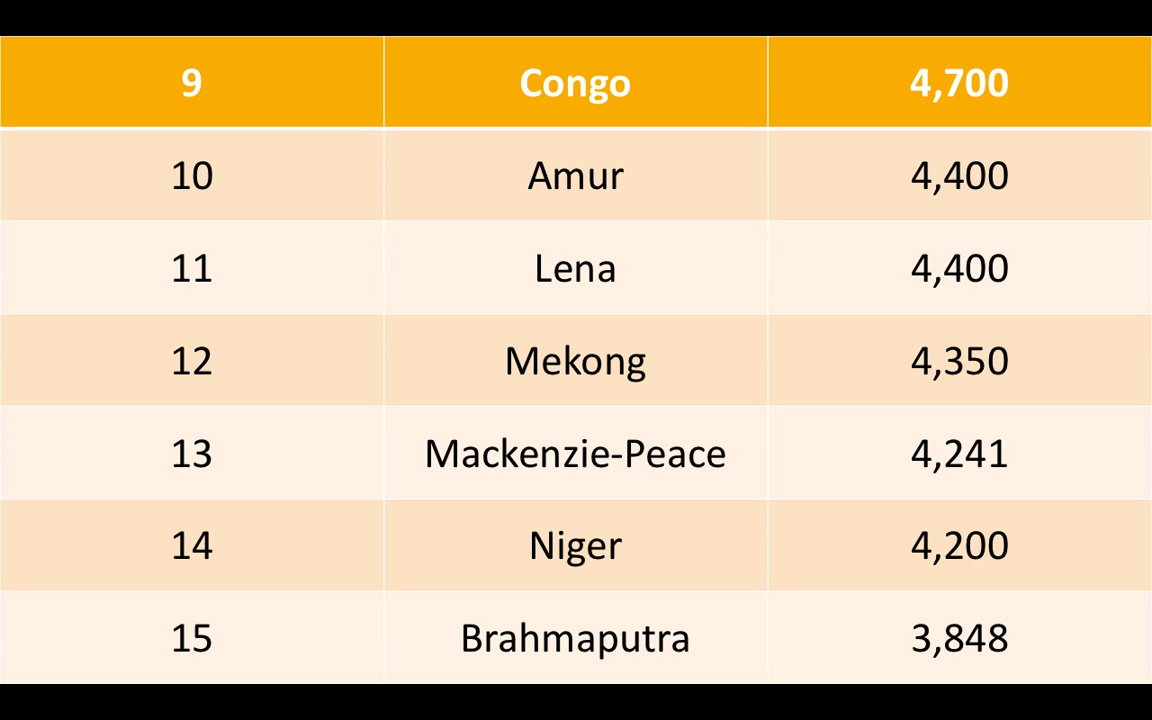 9 Congo 4,700
10 Amur 4,400
11 Lena 4,400
12 Mekong 4,350
13 Mackenzie-Peace 4,241
14 Niger 4,200
15 Brahmaputra 3,848